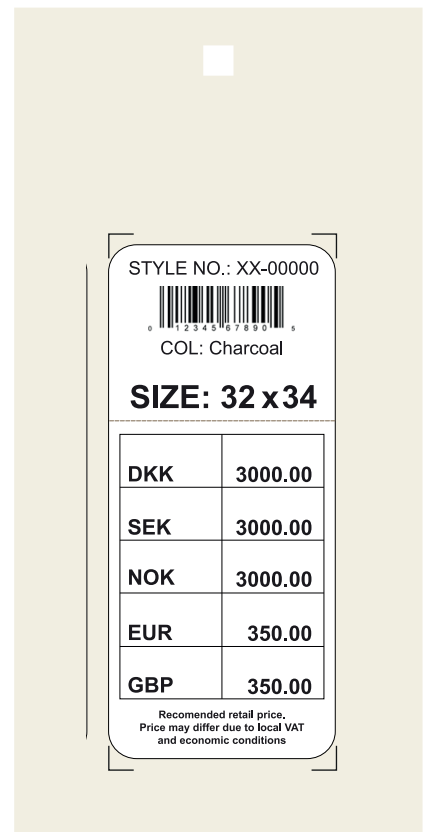 STYLE NO.: XX-00000
0 12345 67890 5
COL: Charcoal
SIZE: 32 x 34
DKK 3000.00
SEK 3000.00
NOK 3000.00
EUR 350.00
GBP 350.00
Recomended retail price.
Price may differ due to local VAT
and economic conditions